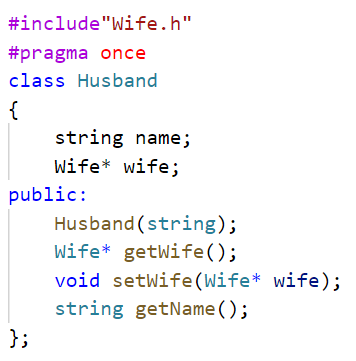 #include"Wife.h"
#pragma once
class Husband
{
    string name;
    Wife* wife;
public:
    Husband(string);
    Wife* getWife();
    void setWife(Wife* wife);
    string getName();
};